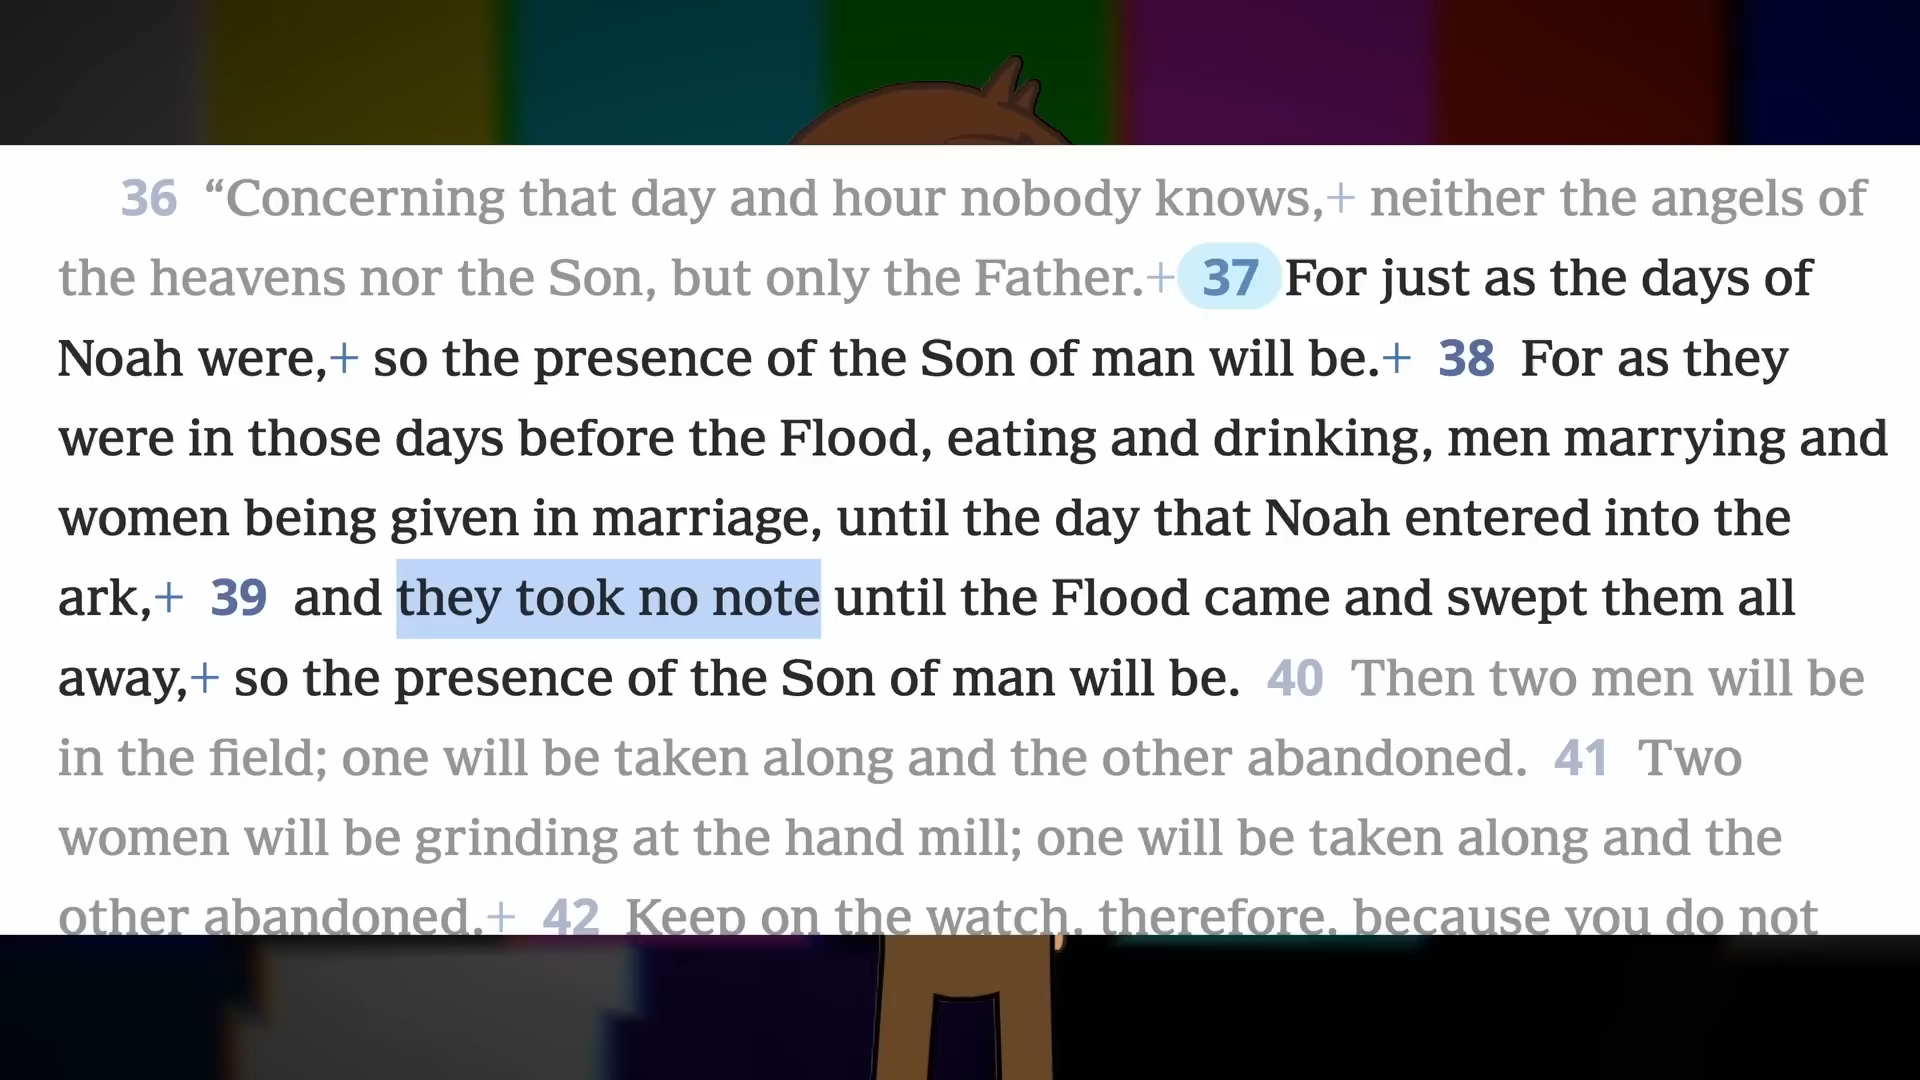 36 “Concerning that day and hour nobody knows,+ neither the angels of
the heavens nor the Son, but only the Father.+ 37 For just as the days of
Noah were,+ so the presence of the Son of man will be.+ 38 For as they
were in those days before the Flood, eating and drinking, men marrying and
women being given in marriage, until the day that Noah entered into the
ark,+ 39 and they took no note until the Flood came and swept them all
away,+ so the presence of the Son of man will be. 40 Then two men will be
in the field; one will be taken along and the other abandoned. 41 Two
women will be grinding at the hand mill; one will be taken along and the
other abandoned.+ 42 Keep on the watch, therefore, because you do not